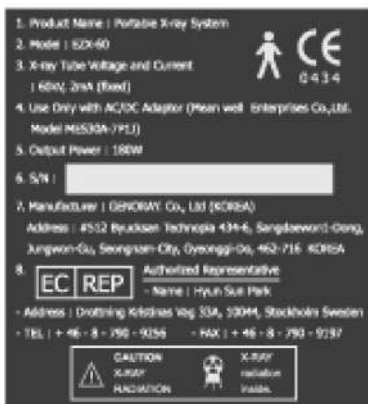 1. Product Name : Portable X-ray System
2. Model : EZX-60
3. X-ray Tube Voltage and Current
: 60kV, 2mA (fixed)
CE
0434
4. Use Only with AC/DC Adaptor (Mean well Enterprises Co.,Ltd.
Model MES30A-7P1J)
5. Output Power : 180W
6. S/N :
7. Manufacturer : GENORAY. Co., Ltd (KOREA)
Address : #512 Byucksan Technopia 434-6, Sangdaewon1-Dong,
Jungwon-Gu, Seongnam-City, Gyeonggi-Do, 462-716 KOREA
8. EC REP Authorized Representative
- Name : Hyun Sun Park
- Address : Drottning Kristinas Vag 33A, 10044, Stockholm Sweden
- TEL : + 46 - 8 - 790 - 9256 - FAX : + 46 - 8 - 790 - 9197
CAUTION
X-RAY
RADIATION
X-RAY
radiation
inside.